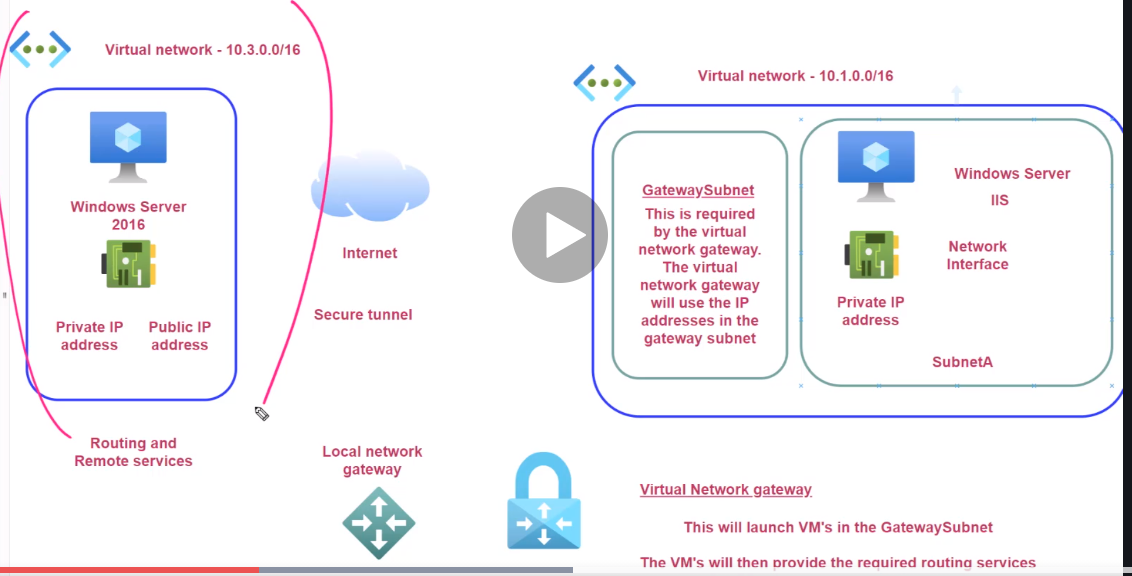 Virtual network - 10.3.0.0/16
Windows Server
2016
Private IP
address
Public IP
address
Routing and
Remote services
Internet
Secure tunnel
Local network
gateway
Virtual network - 10.1.0.0/16
GatewaySubnet
This is required
by the virtual
network gateway.
The virtual
network gateway
will use the IP
addresses in the
gateway subnet
Windows Server
IIS
Network
Interface
Private IP
address
SubnetA
Virtual Network gateway
This will launch VM's in the GatewaySubnet
The VM's will then provide the required routing services